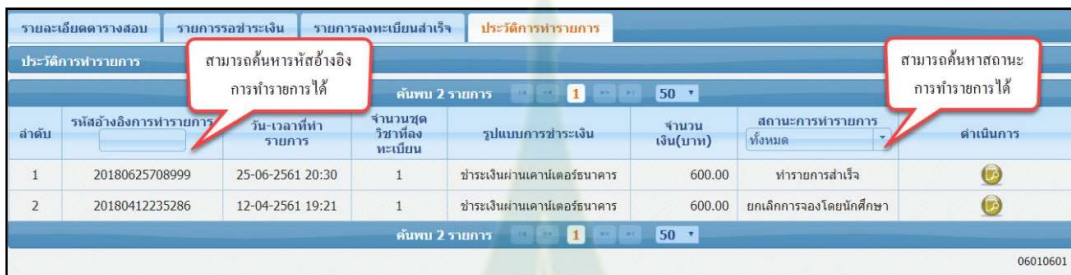 รายละเอียดตารางสอบ รายการรอชำระเงิน รายการลงทะเบียนสำเร็จ ประวัติการทำรายการ
ประวัติการทำรายการ
สามารถค้นหารหัสอ้างอิง
การทำรายการได้
สามารถค้นหาสถานะ
การทำรายการได้
ค้นพบ 2 รายการ 1 50
ลำดับ รหัสอ้างอิงการทำรายการ วัน-เวลาที่ทำ
รายการ จำนวนชุด
วิชาที่ลง
ทะเบียน รูปแบบการชำระเงิน จำนวน
เงิน(บาท) สถานะการทำรายการ
ทั้งหมด ดำเนินการ
1 20180625708999 25-06-2561 20:30 1 ชำระเงินผ่านเคาน์เตอร์ธนาคาร 600.00 ทำรายการสำเร็จ
2 20180412235286 12-04-2561 19:21 1 ชำระเงินผ่านเคาน์เตอร์ธนาคาร 600.00 ยกเลิกการจองโดยนักศึกษา
ค้นพบ 2 รายการ 1 50
06010601